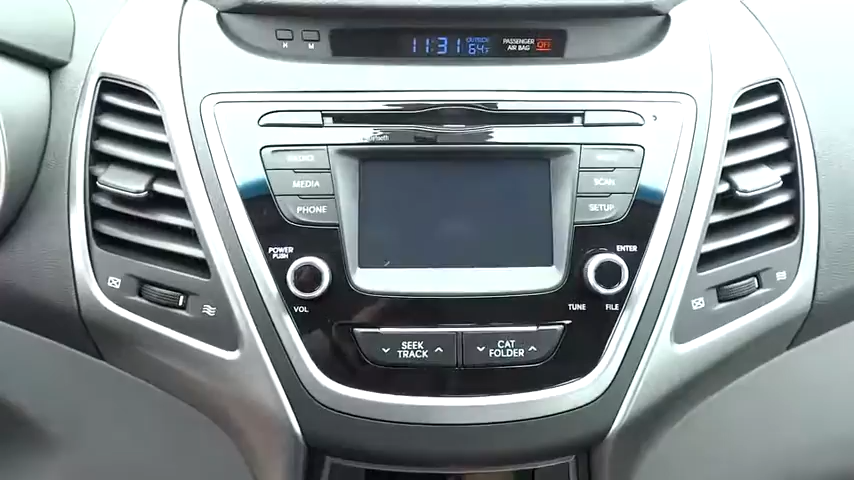 H M
11:31
OUTSIDE
64°F
PASSENGER
AIR BAG OFF
MEDIA
PHONE
SCAN
SETUP
POWER
PUSH
VOL
ENTER
TUNE FILE
SEEK
TRACK
CAT
FOLDER